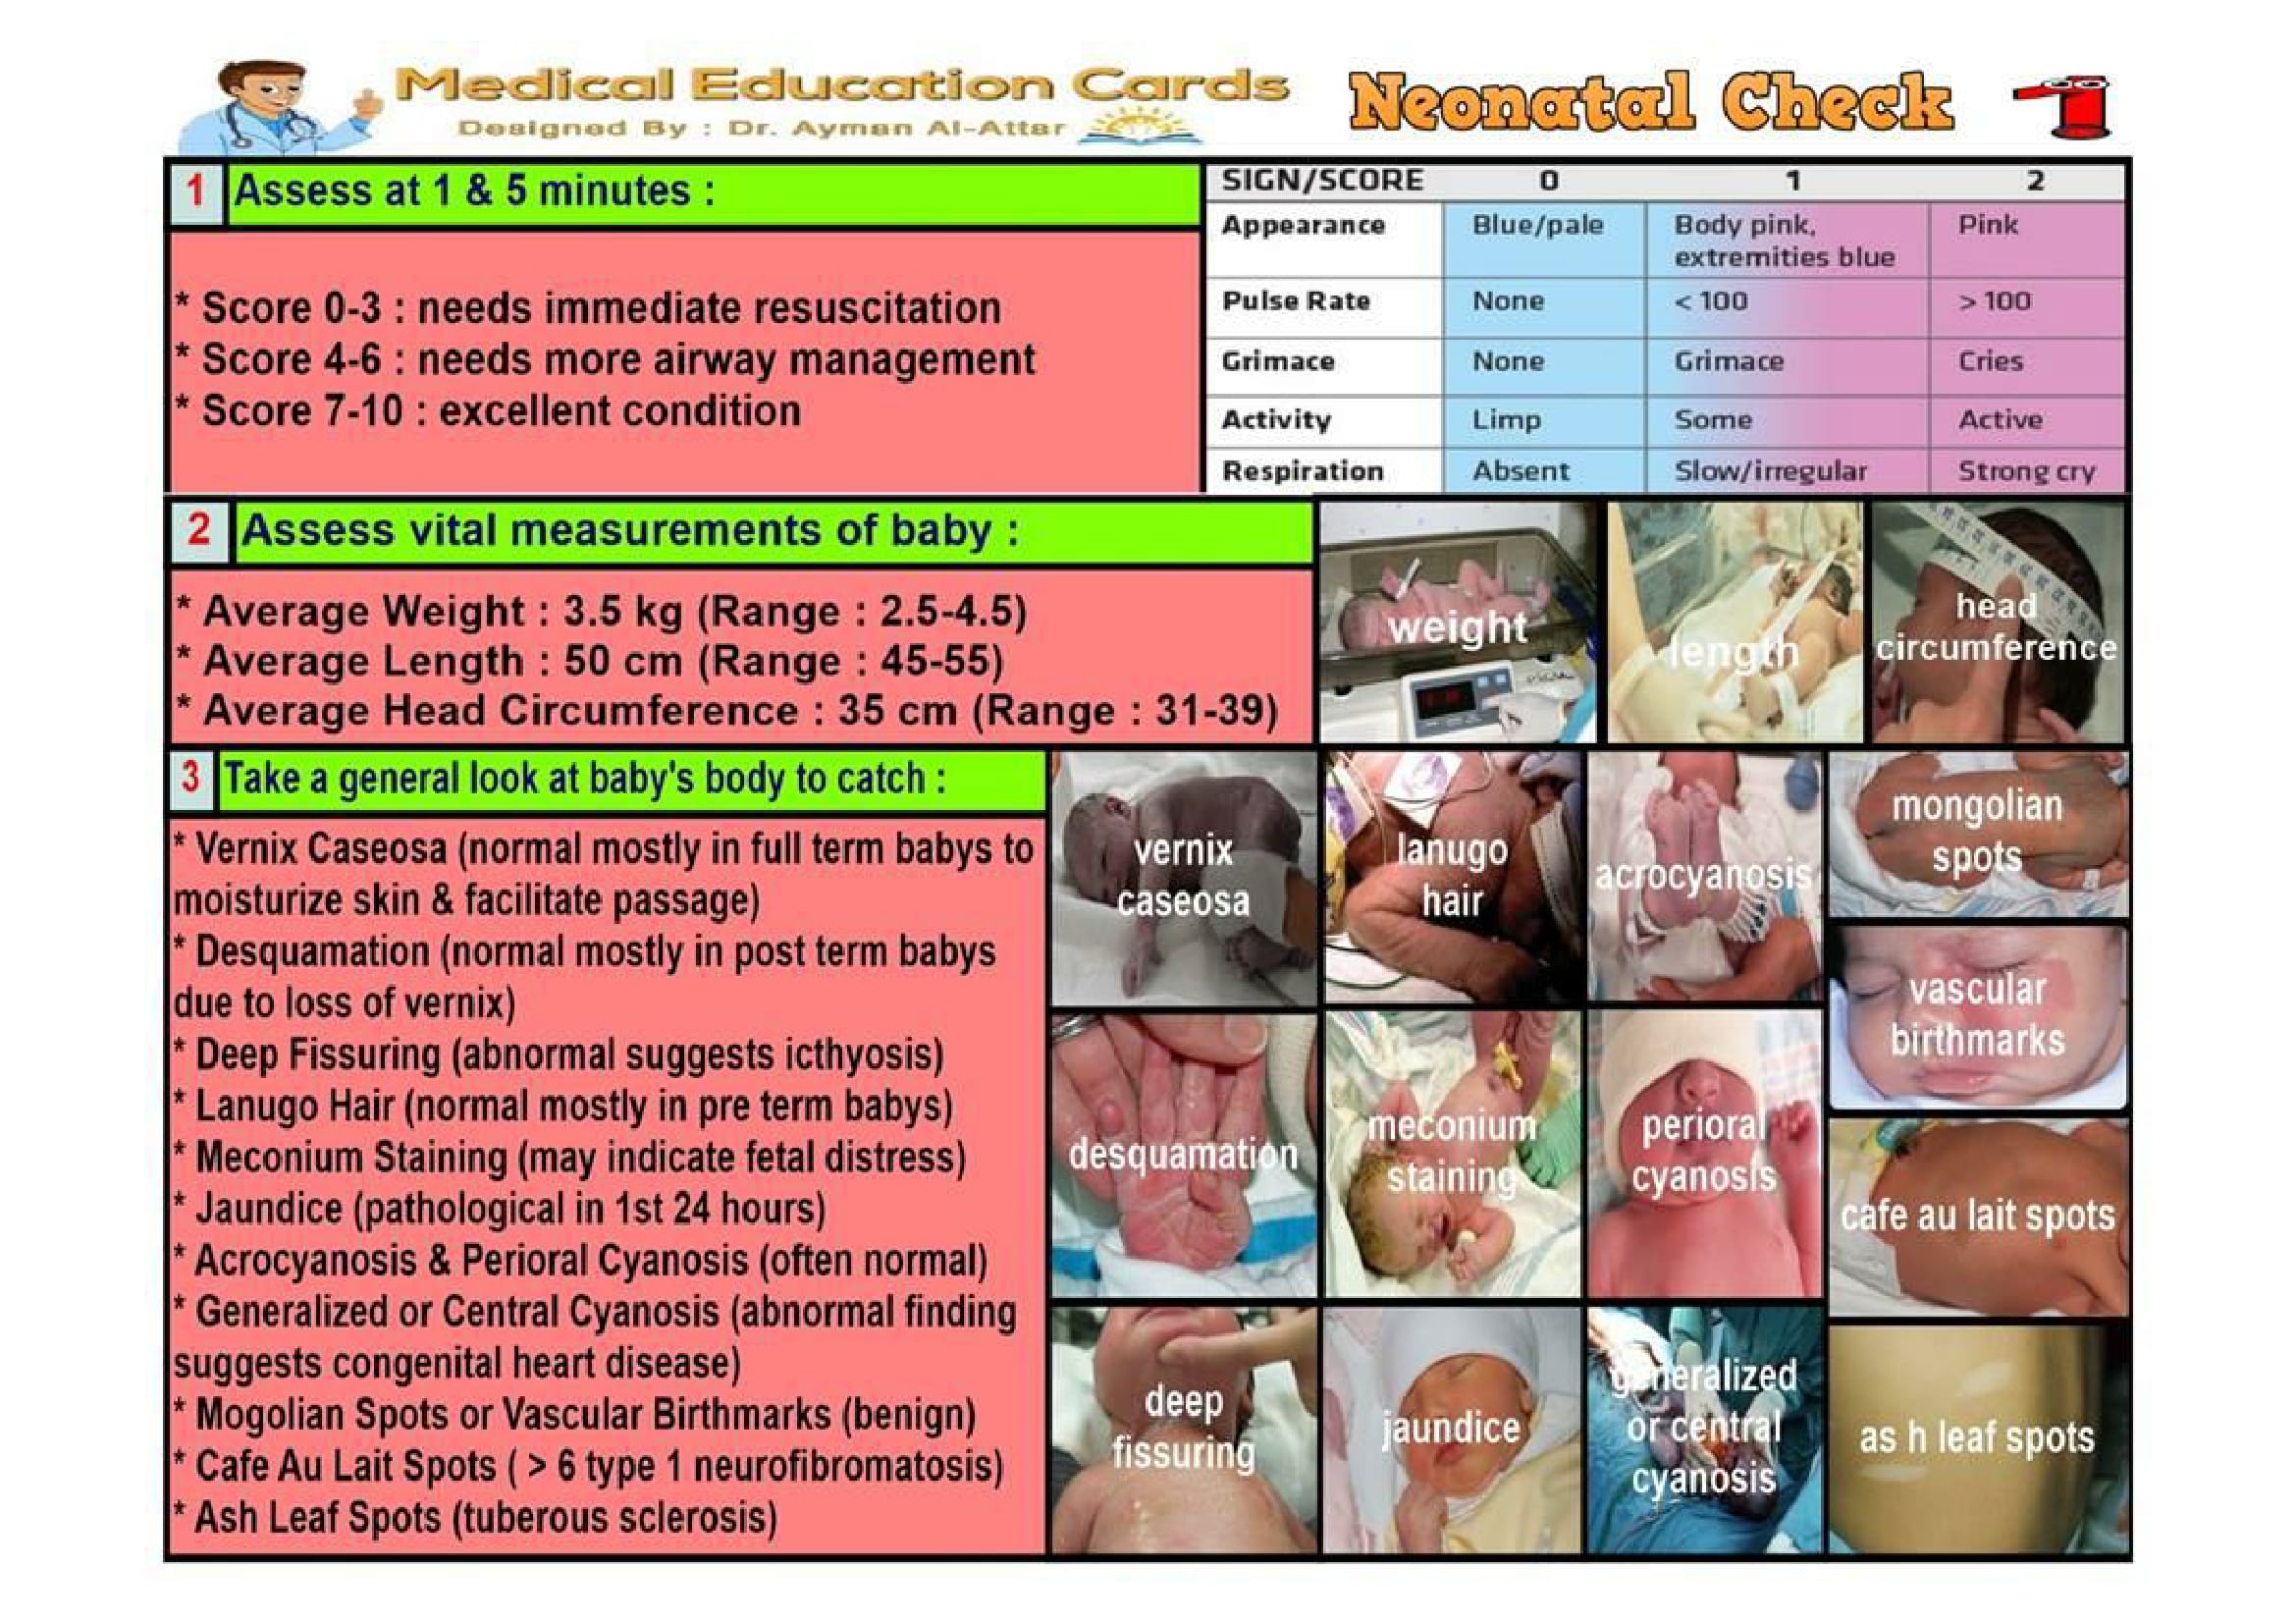 Medical Education Cards
Designed By : Dr. Ayman Al-Attar
Neonatal Check
1
1 Assess at 1 & 5 minutes :
* Score 0-3 : needs immediate resuscitation
* Score 4-6 : needs more airway management
* Score 7-10 : excellent condition
SIGN/SCORE 0 1 2
Appearance Blue/pale Body pink, Pink
extremities blue
Pulse Rate None < 100 > 100
Grimace None Grimace Cries
Activity Limp Some Active
Respiration Absent Slow/irregular Strong cry
2 Assess vital measurements of baby :
* Average Weight : 3.5 kg (Range : 2.5-4.5)
* Average Length : 50 cm (Range : 45-55)
* Average Head Circumference : 35 cm (Range : 31-39)
weight
length
head
circumference
3 Take a general look at baby's body to catch :
* Vernix Caseosa (normal mostly in full term babys to
moisturize skin & facilitate passage)
* Desquamation (normal mostly in post term babys
due to loss of vernix)
* Deep Fissuring (abnormal suggests icthyosis)
* Lanugo Hair (normal mostly in pre term babys)
* Meconium Staining (may indicate fetal distress)
* Jaundice (pathological in 1st 24 hours)
* Acrocyanosis & Perioral Cyanosis (often normal)
* Generalized or Central Cyanosis (abnormal finding
suggests congenital heart disease)
* Mogolian Spots or Vascular Birthmarks (benign)
* Cafe Au Lait Spots ( > 6 type 1 neurofibromatosis)
* Ash Leaf Spots (tuberous sclerosis)
vernix
caseosa
lanugo
hair
acrocyanosis
mongolian
spots
vascular
birthmarks
desquamation
meconium
staining
perioral
cyanosis
cafe au lait spots
deep
fissuring
jaundice
generalized
or central
cyanosis
as h leaf spots